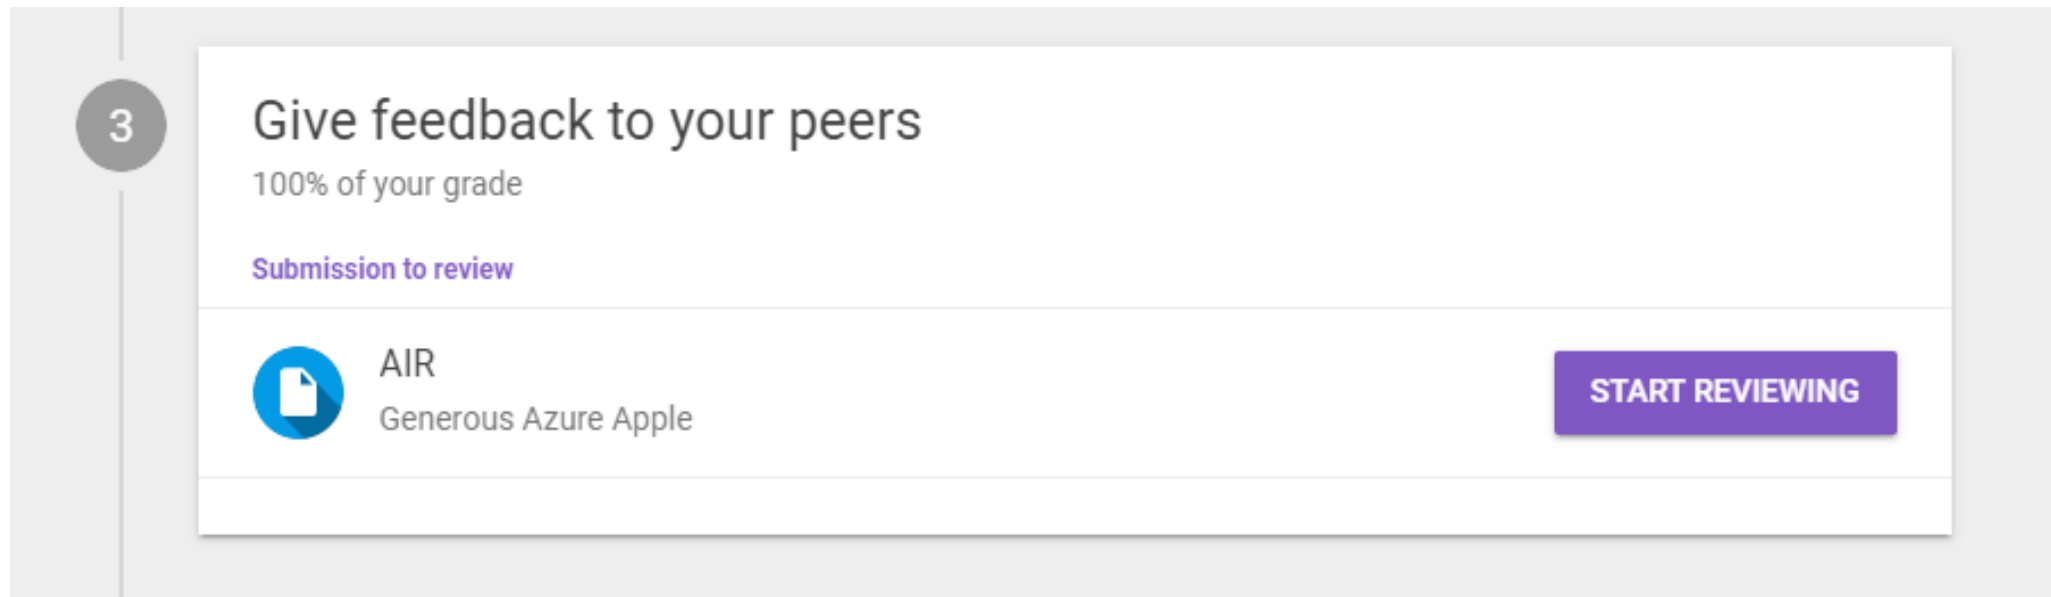 3
Give feedback to your peers
100% of your grade
Submission to review
AIR
Generous Azure Apple
START REVIEWING